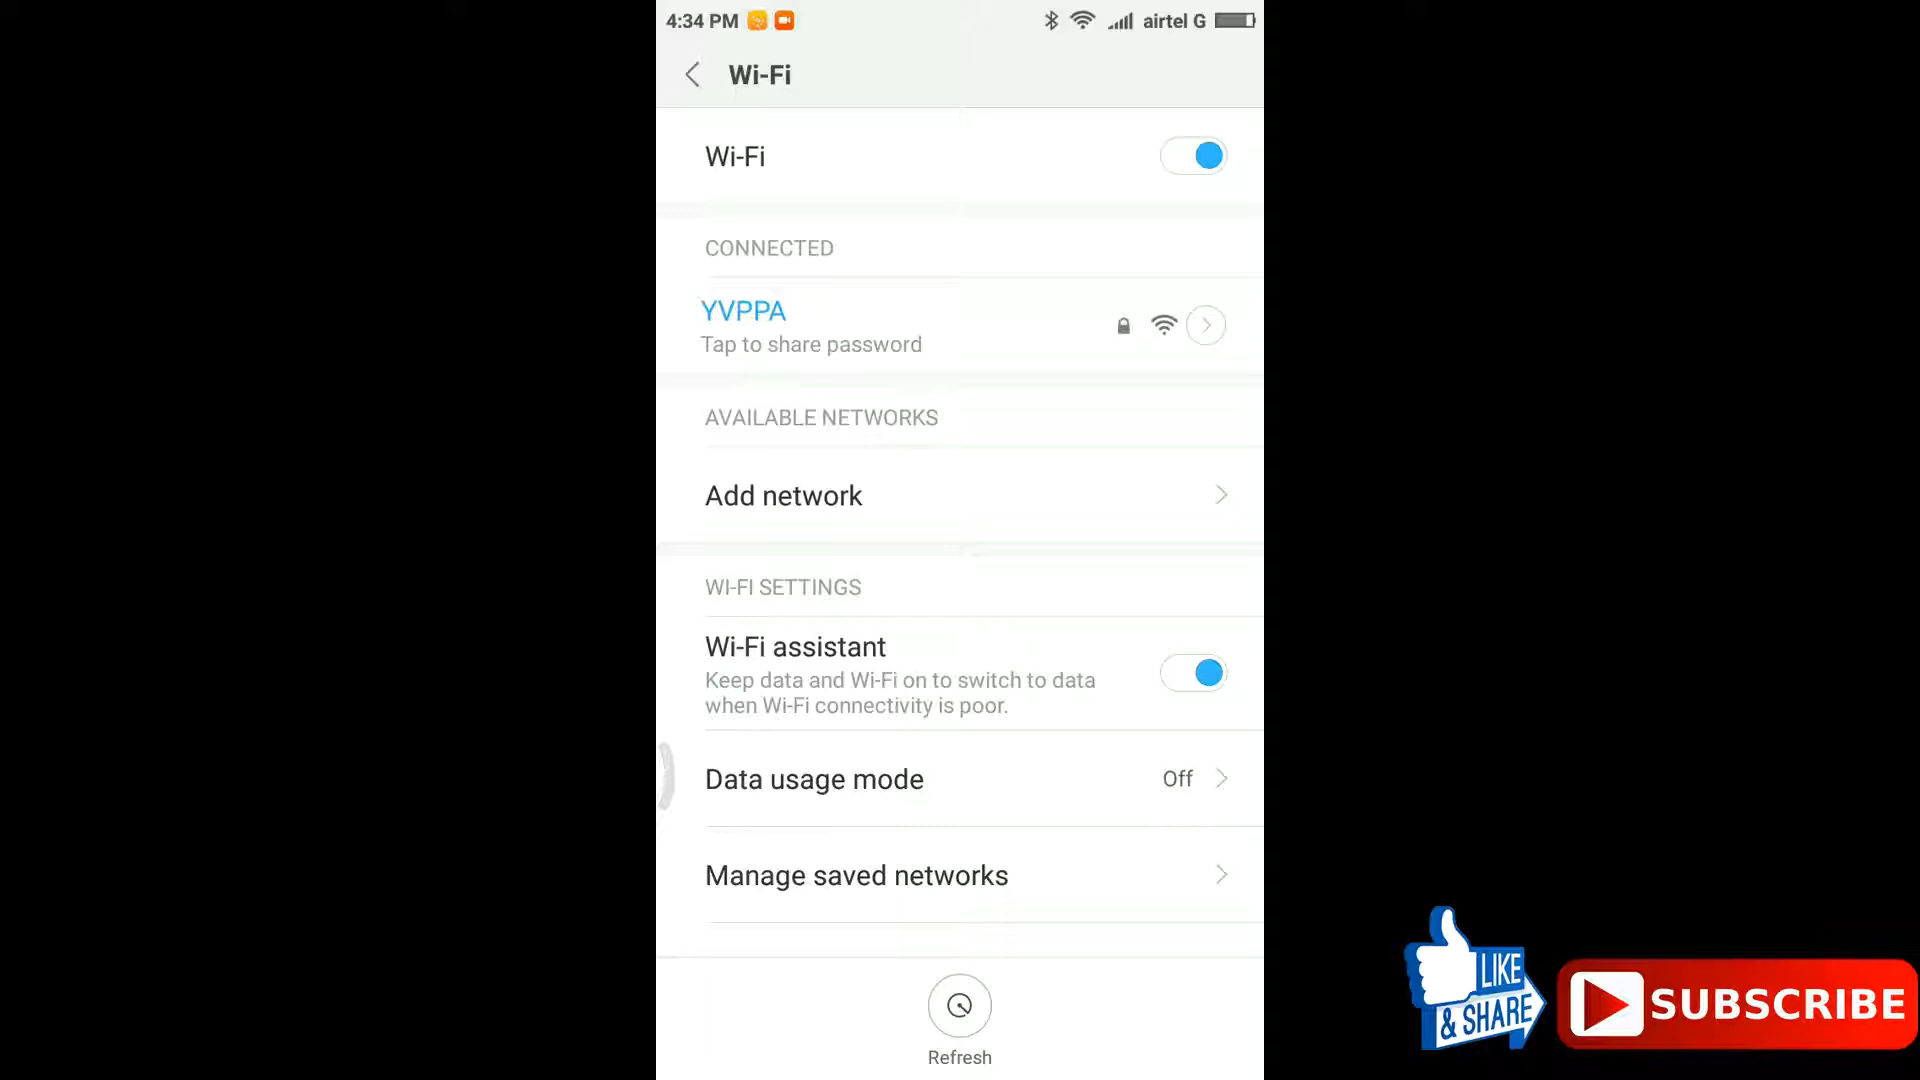 4:34 PM airtel G
Wi-Fi
Wi-Fi
CONNECTED
YVPPA
Tap to share password
AVAILABLE NETWORKS
Add network
WI-FI SETTINGS
Wi-Fi assistant
Keep data and Wi-Fi on to switch to data
when Wi-Fi connectivity is poor.
Data usage mode Off
Manage saved networks
Refresh
LIKE
& SHARE
SUBSCRIBE